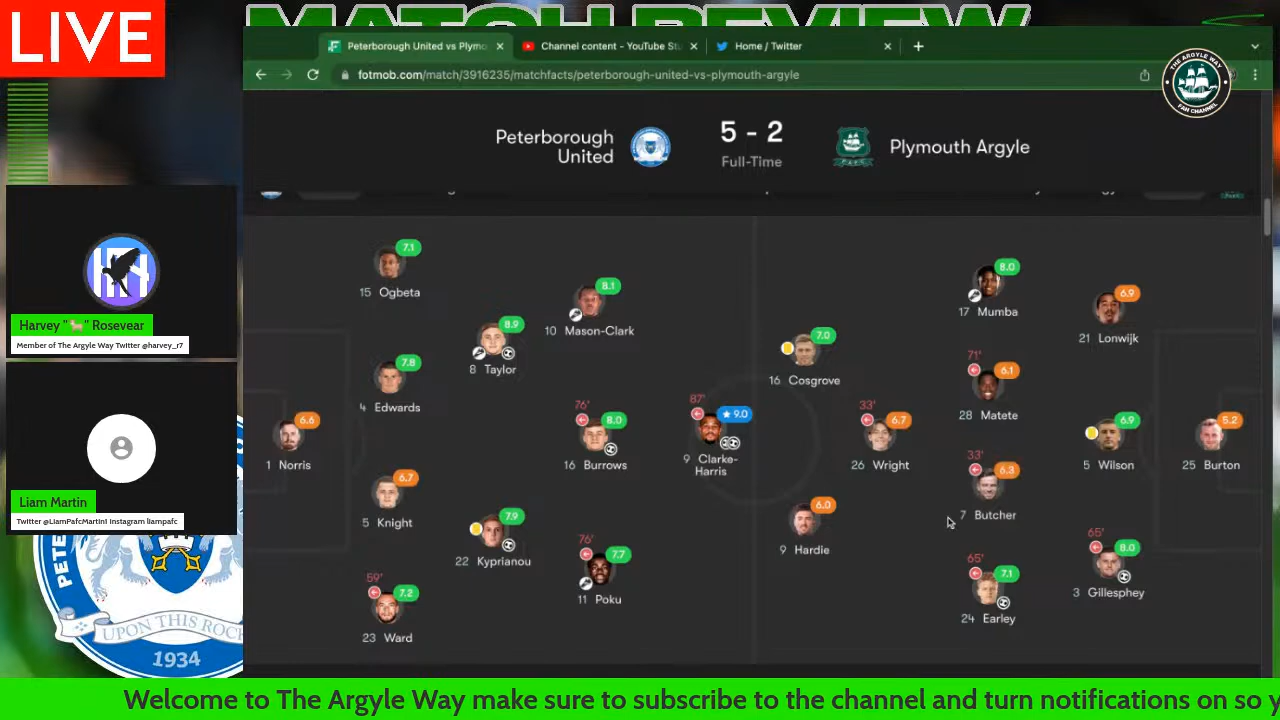 MATCH REVIEW
LIVE
Peterborough United vs Plymo
Channel content - YouTube Stu
Home / Twitter
fotmob.com/match/3916235/matchfacts/peterborough-united-vs-plymouth-argyle
THE ARGYLE WAY
FAN CHANNEL
Peterborough
United
5 - 2
Full-Time
Plymouth Argyle
7.1
15 Ogbeta
7.8
4 Edwards
6.6
1 Norris
6.7
5 Knight
59'
7.2
23 Ward
8.9
8 Taylor
7.9
22 Kyprianou
8.1
10 Mason-Clark
76'
8.0
16 Burrows
76'
7.7
11 Poku
87'
9.0
9 Clarke-
Harris
7.0
16 Cosgrove
6.0
9 Hardie
33'
6.7
26 Wright
8.0
17 Mumba
71'
6.1
28 Matete
33'
6.3
7 Butcher
65'
7.1
24 Earley
6.9
21 Lonwijk
6.9
5 Wilson
65'
8.0
3 Gillesphey
5.2
25 Burton
Harvey "🐎" Rosevear
Member of The Argyle Way Twitter @harvey_r7
Liam Martin
Twitter @LiamPafcMartin1 Instagram liampafc
PETE
UPON THIS ROCK
1934
Welcome to The Argyle Way make sure to subscribe to the channel and turn notifications on so y